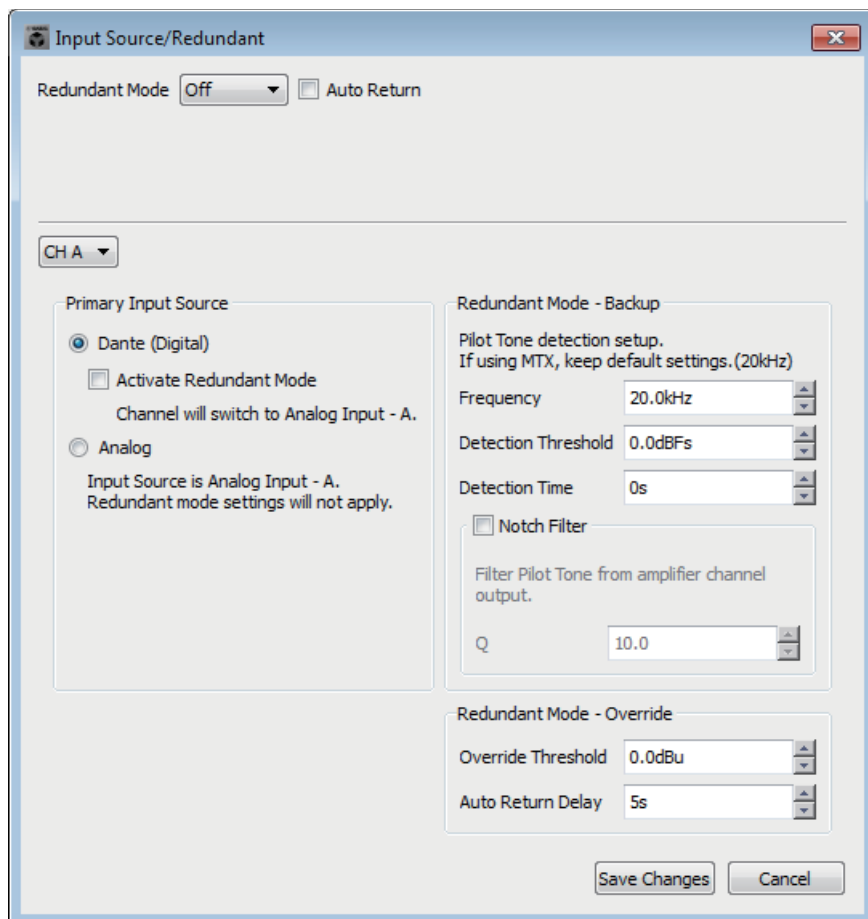 Input Source/Redundant
Redundant Mode Off Auto Return
CH A
Primary Input Source
Dante (Digital)
Activate Redundant Mode
Channel will switch to Analog Input - A.
Analog
Input Source is Analog Input - A.
Redundant mode settings will not apply.
Redundant Mode - Backup
Pilot Tone detection setup.
If using MTX, keep default settings.(20kHz)
Frequency 20.0kHz
Detection Threshold 0.0dBFs
Detection Time 0s
Notch Filter
Filter Pilot Tone from amplifier channel
output.
Q 10.0
Redundant Mode - Override
Override Threshold 0.0dBu
Auto Return Delay 5s
Save Changes Cancel